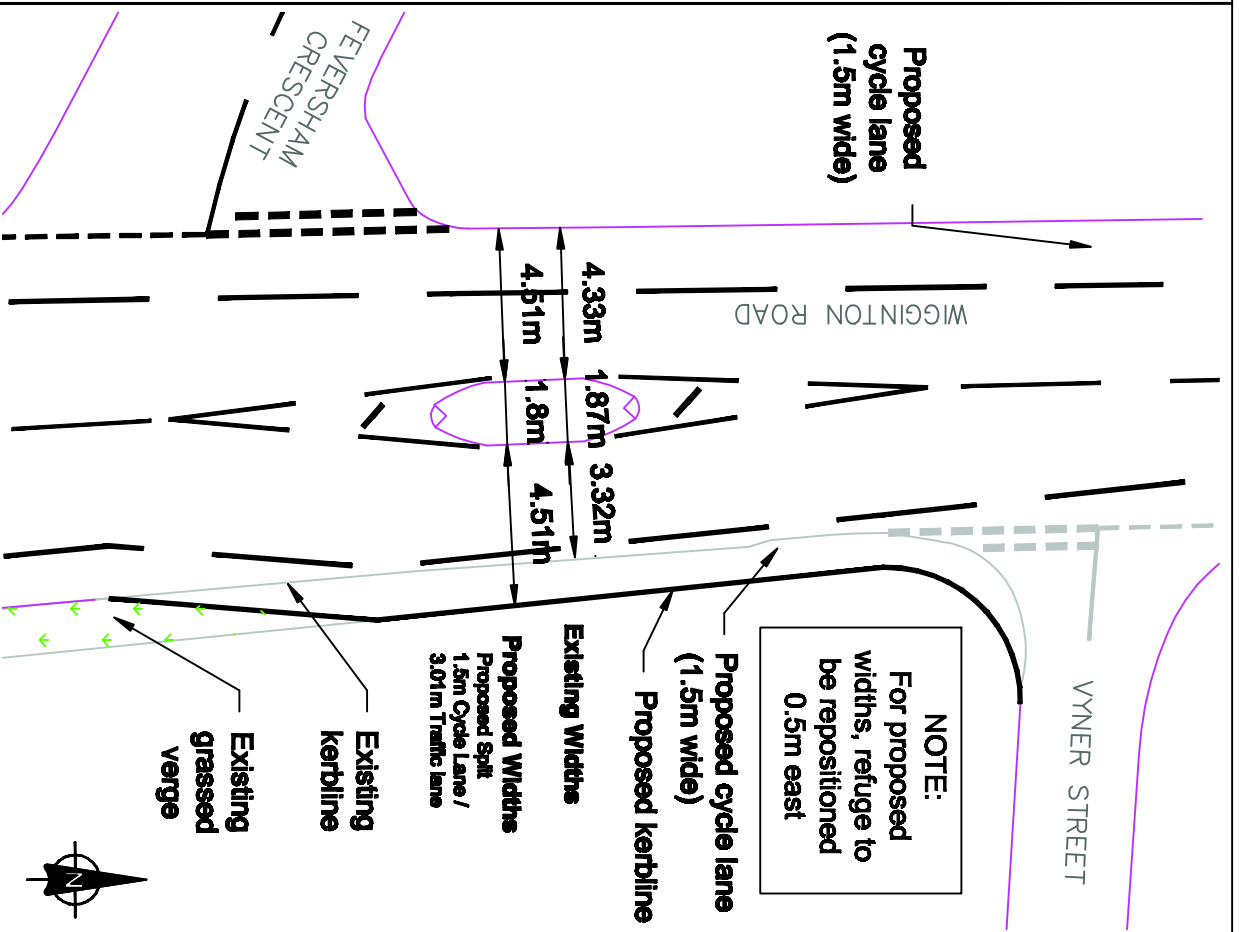 FEVERSHAM
CRESCENT
Proposed
cycle lane
(1.5m wide)
WIGGINTON ROAD
4.33m
1.87m
3.32m
4.51m
1.8m
4.51m
Existing Widths
Proposed Widths
Proposed Split
1.5m Cycle Lane /
3.01m Traffic lane
Proposed cycle lane
(1.5m wide)
Proposed kerbline
NOTE:
For proposed
widths, refuge to
be repositioned
0.5m east
VYNER STREET
Existing
kerbline
Existing
grassed
verge
N